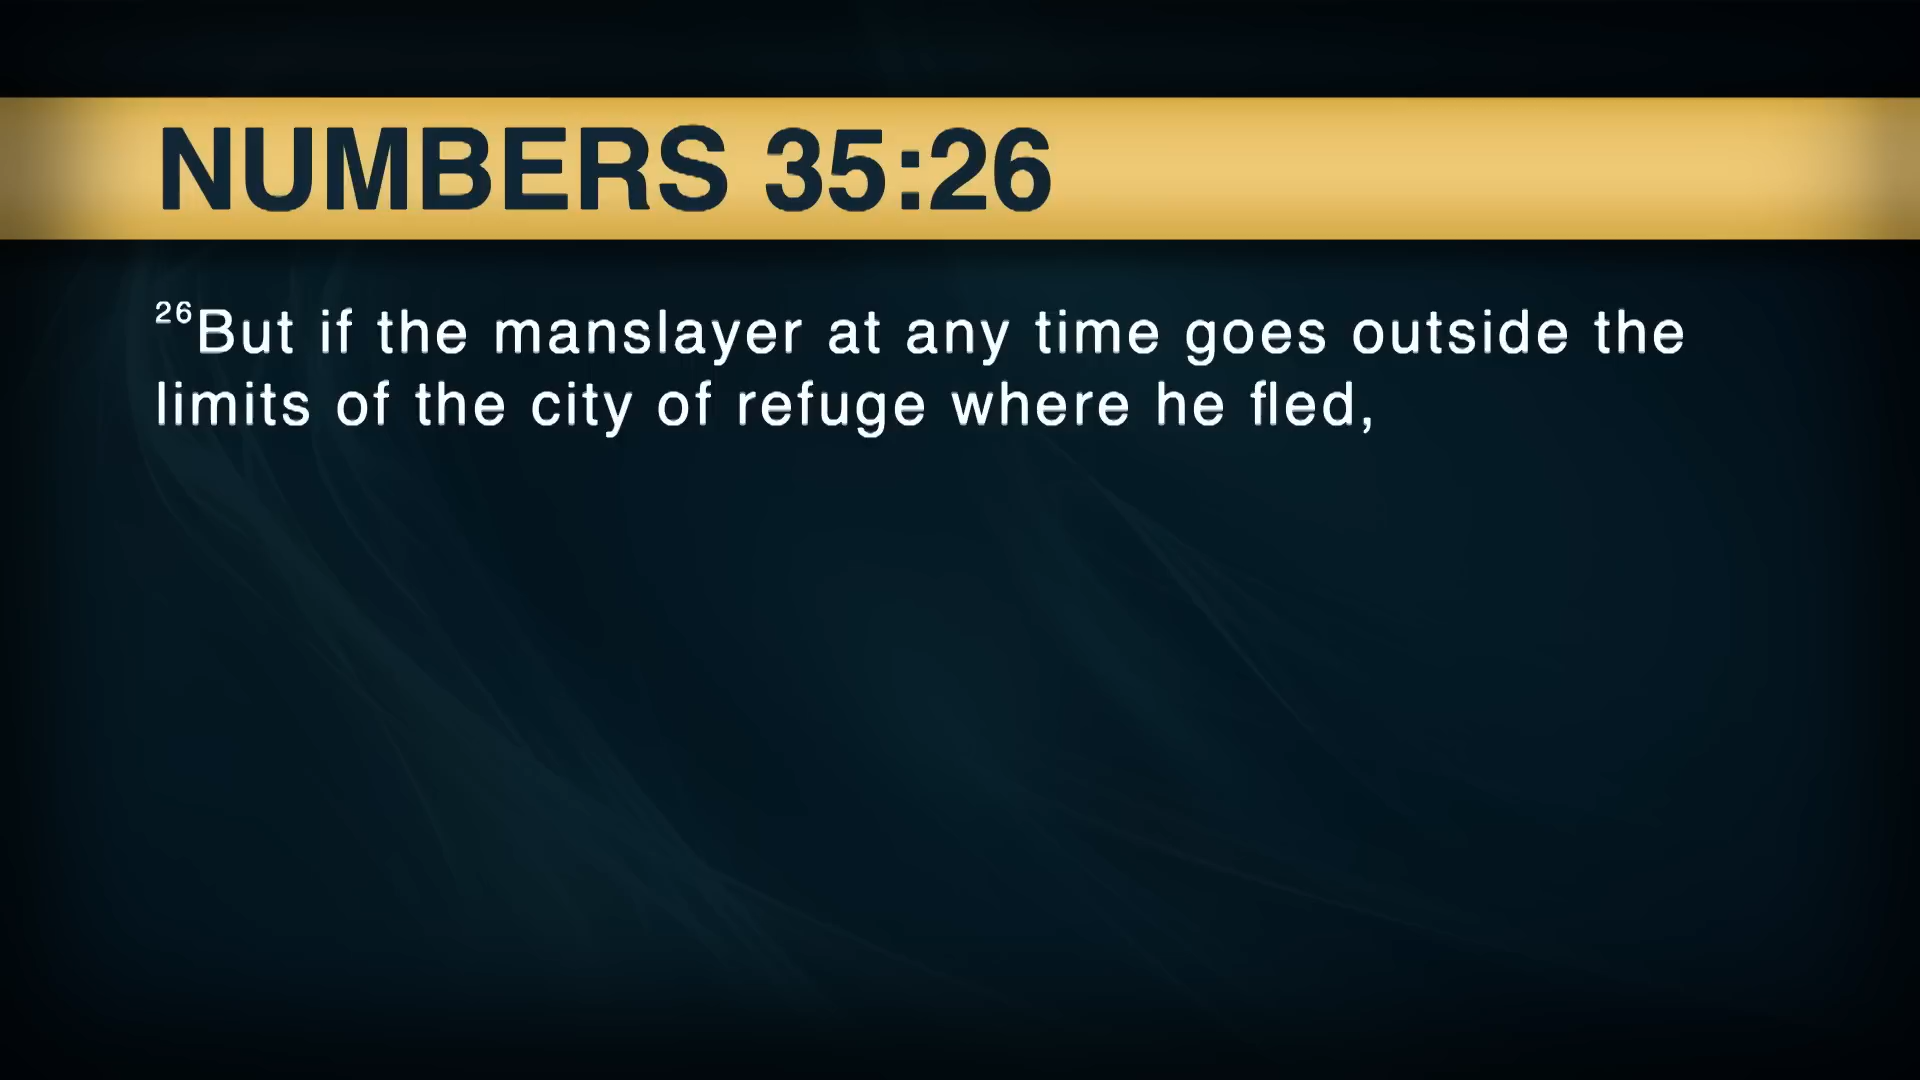 NUMBERS 35:26
26But if the manslayer at any time goes outside the
limits of the city of refuge where he fled,